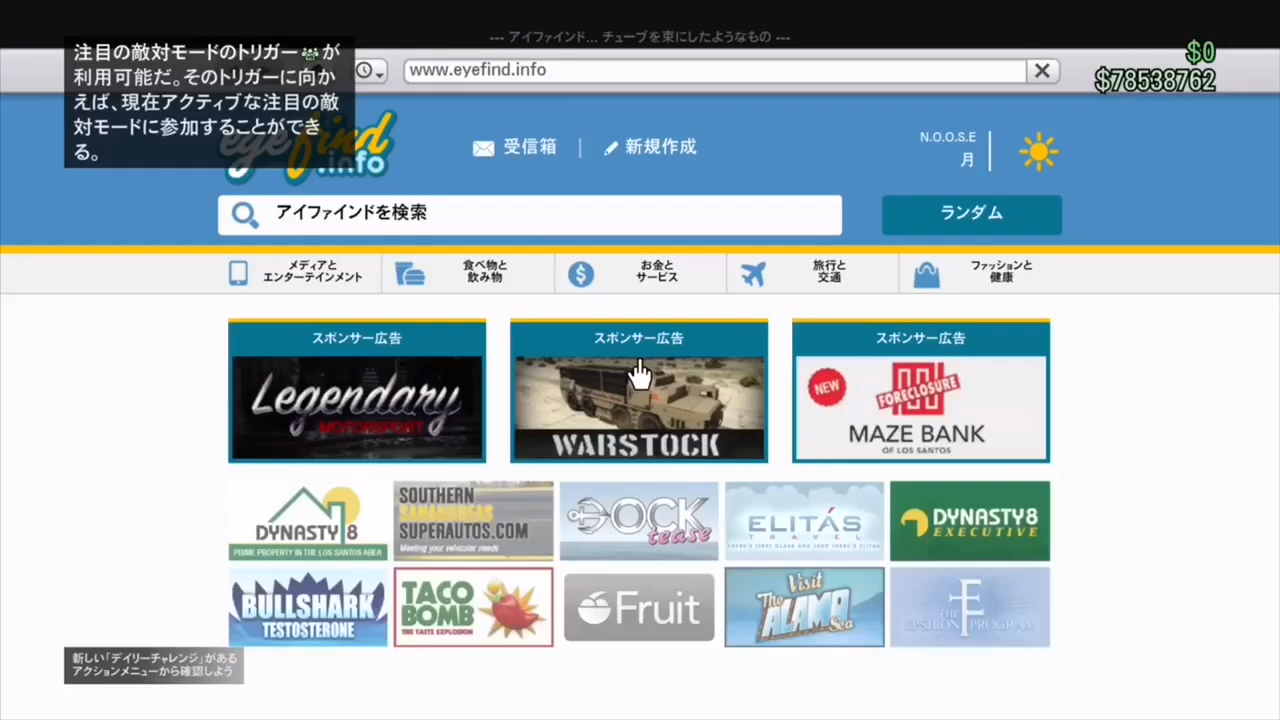 --- アイファインド... チューブを束にしたようなもの ---
注目の敵対モードのトリガーが
利用可能だ。そのトリガーに向か
えば、現在アクティブな注目の敵
対モードに参加することができ
る。
www.eyefind.info
$0
$78538762
eyefind
.info
受信箱
新規作成
N.O.O.S.E
月
アイファインドを検索
ランダム
メディアと
エンターテインメント
食べ物と
飲み物
お金と
サービス
旅行と
交通
ファッションと
健康
スポンサー広告
Legendary
MOTORSPORT
スポンサー広告
WARSTOCK
スポンサー広告
NEW
FORECLOSURE
MAZE BANK
OF LOS SANTOS
DYNASTY 8
PRIME PROPERTY IN THE LOS SANTOS AREA
SOUTHERN
SANANDREAS
SUPERAUTOS.COM
Meeting your vehicular needs
DOCK
tease
ELITÁS
TRAVEL
THERE'S FIRST CLASS AND THEN THERE'S ELITAS
DYNASTY8
EXECUTIVE
BULLSHARK
TESTOSTERONE
TACO
BOMB
THE TASTE EXPLOSION
Fruit
Visit
The
ALAMO
Sea
THE
EPSILON PROGRAM
新しい「デイリーチャレンジ」がある
アクションメニューから確認しよう